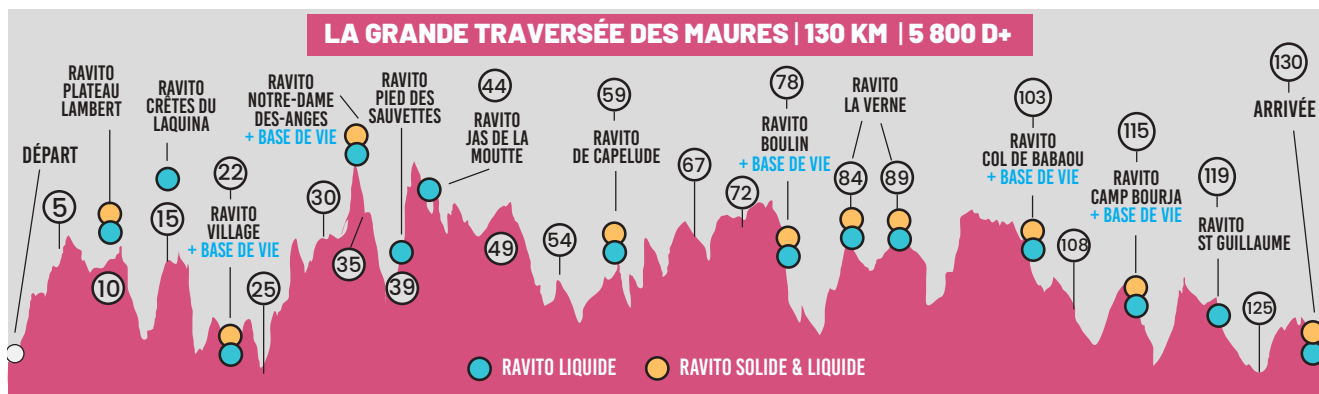 LA GRANDE TRAVERSÉE DES MAURES | 130 KM | 5 800 D+
DÉPART
5
RAVITO
PLATEAU
LAMBERT
10
RAVITO
CRÊTES DU
LAQUINA
15
22
RAVITO
VILLAGE
+ BASE DE VIE
25
RAVITO
NOTRE-DAME
DES-ANGES
+ BASE DE VIE
30
35
RAVITO
PIED DES
SAUVETTES
39
44
RAVITO
JAS DE LA
MOUTTE
49
54
59
RAVITO
DE CAPELUDE
67
72
78
RAVITO
BOULIN
+ BASE DE VIE
RAVITO
LA VERNE
84
89
103
RAVITO
COL DE BABAOU
+ BASE DE VIE
108
115
RAVITO
CAMP BOURJA
+ BASE DE VIE
119
RAVITO
ST GUILLAUME
125
130
ARRIVÉE
RAVITO LIQUIDE
RAVITO SOLIDE & LIQUIDE